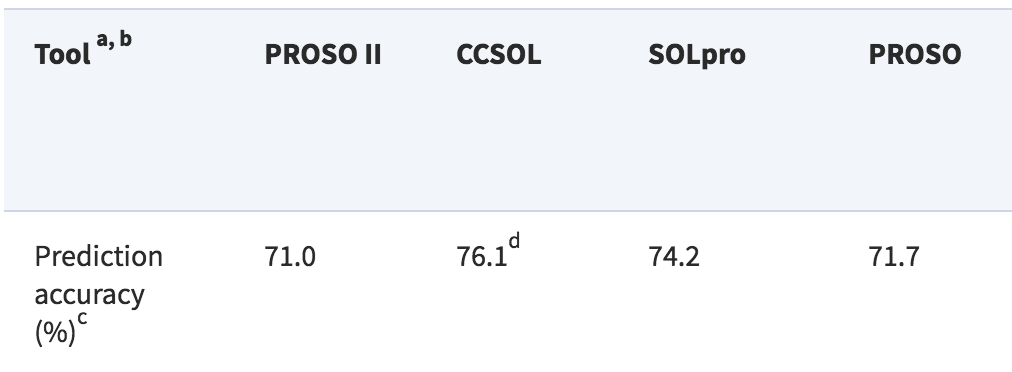 Tool a, b PROSO II CCSOL SOLpro PROSO
Prediction 71.0 76.1d 74.2 71.7
accuracy
(%)c